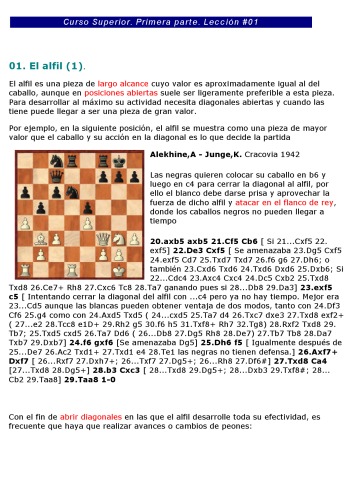 Curso Superior. Primera parte. Lección #01
01. El alfil (1).
El alfil es una pieza de largo alcance cuyo valor es aproximadamente igual al del
caballo, aunque en posiciones abiertas suele ser ligeramente preferible a esta pieza.
Para desarrollar al máximo su actividad necesita diagonales abiertas y cuando las
tiene puede llegar a ser una pieza de gran valor.
Por ejemplo, en la siguiente posición, el alfil se muestra como una pieza de mayor
valor que el caballo y su acción en la diagonal es lo que decide la partida
Alekhine,A - Junge,K. Cracovia 1942
Las negras quieren colocar su caballo en b6 y
luego en c4 para cerrar la diagonal al alfil, por
ello el blanco debe darse prisa y aprovechar la
fuerza de dicho alfil y atacar en el flanco de rey,
donde los caballos negros no pueden llegar a
tiempo
20.axb5 axb5 21.Cf5 Cb6 [ Si 21...Cxf5 22.
exf5] 22.De3 Cxf5 [ Se amenazaba 23.Dg5 Cxf5
24.exf5 Cd7 25.Txd7 Txd7 26.f6 g6 27.Dh6; o
también 23.Cxd6 Txd6 24.Txd6 Dxd6 25.Dxb6; Si
22...Cdc4 23.Axc4 Cxc4 24.Dc5 Cxb2 25.Txd8
Txd8 26.Ce7+ Rh8 27.Cxc6 Tc8 28.Ta7 ganando pues si 28...Db8 29.Da3] 23.exf5
c5 [ Intentando cerrar la diagonal del alfil con ...c4 pero ya no hay tiempo. Mejor era
23...Cd5 aunque las blancas pueden obtener ventaja de dos modos, tanto con 24.Df3
Cf6 25.g4 como con 24.Axd5 Txd5 ( 24...cxd5 25.Ta7 d4 26.Txc7 dxe3 27.Txd8 exf2+
( 27...e2 28.Tcc8 e1D+ 29.Rh2 g5 30.f6 h5 31.Txf8+ Rh7 32.Tg8) 28.Rxf2 Txd8 29.
Tb7; 25.Txd5 cxd5 26.Ta7 Dd6 ( 26...Db8 27.Dg5 Rh8 28.De7) 27.Tb7 Tb8 28.Da7
Txb7 29.Dxb7] 24.f6 gxf6 [Se amenazaba Dg5] 25.Dh6 f5 [ Igualmente después de
25...De7 26.Ac2 Txd1+ 27.Txd1 e4 28.Te1 las negras no tienen defensa.] 26.Axf7+
Dxf7 [ 26...Rxf7 27.Dxh7+; 26...Txf7 27.Dg5+; 26...Rh8 27.Df6#] 27.Txd8 Ca4
[27...Txd8 28.Dg5+] 28.b3 Cxc3 [ 28...Txd8 29.Dg5+; 28...Dxb3 29.Txf8#; 28...
Cb2 29.Taa8] 29.Taa8 1-0
Con el fin de abrir diagonales en las que el alfil desarrolle toda su efectividad, es
frecuente que haya que realizar avances o cambios de peones: